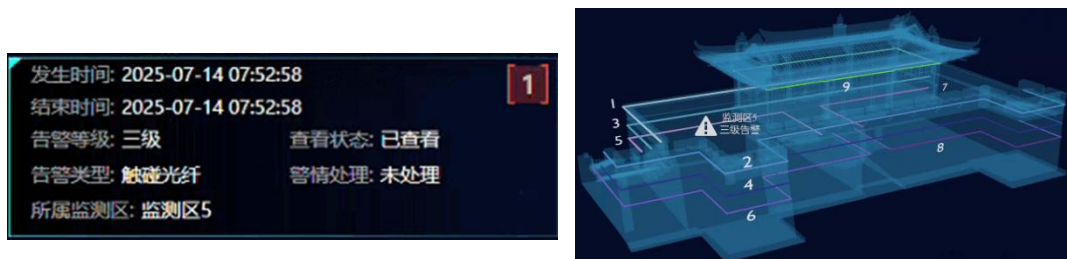 发生时间: 2025-07-14 07:52:58
1
结束时间: 2025-07-14 07:52:58
告警等级: 三级 查看状态: 已查看
告警类型: 触碰光纤 警情处理: 未处理
所属监测区: 监测区5
1
3
5
监测区5
三级告警
9
7
2
4
6
8